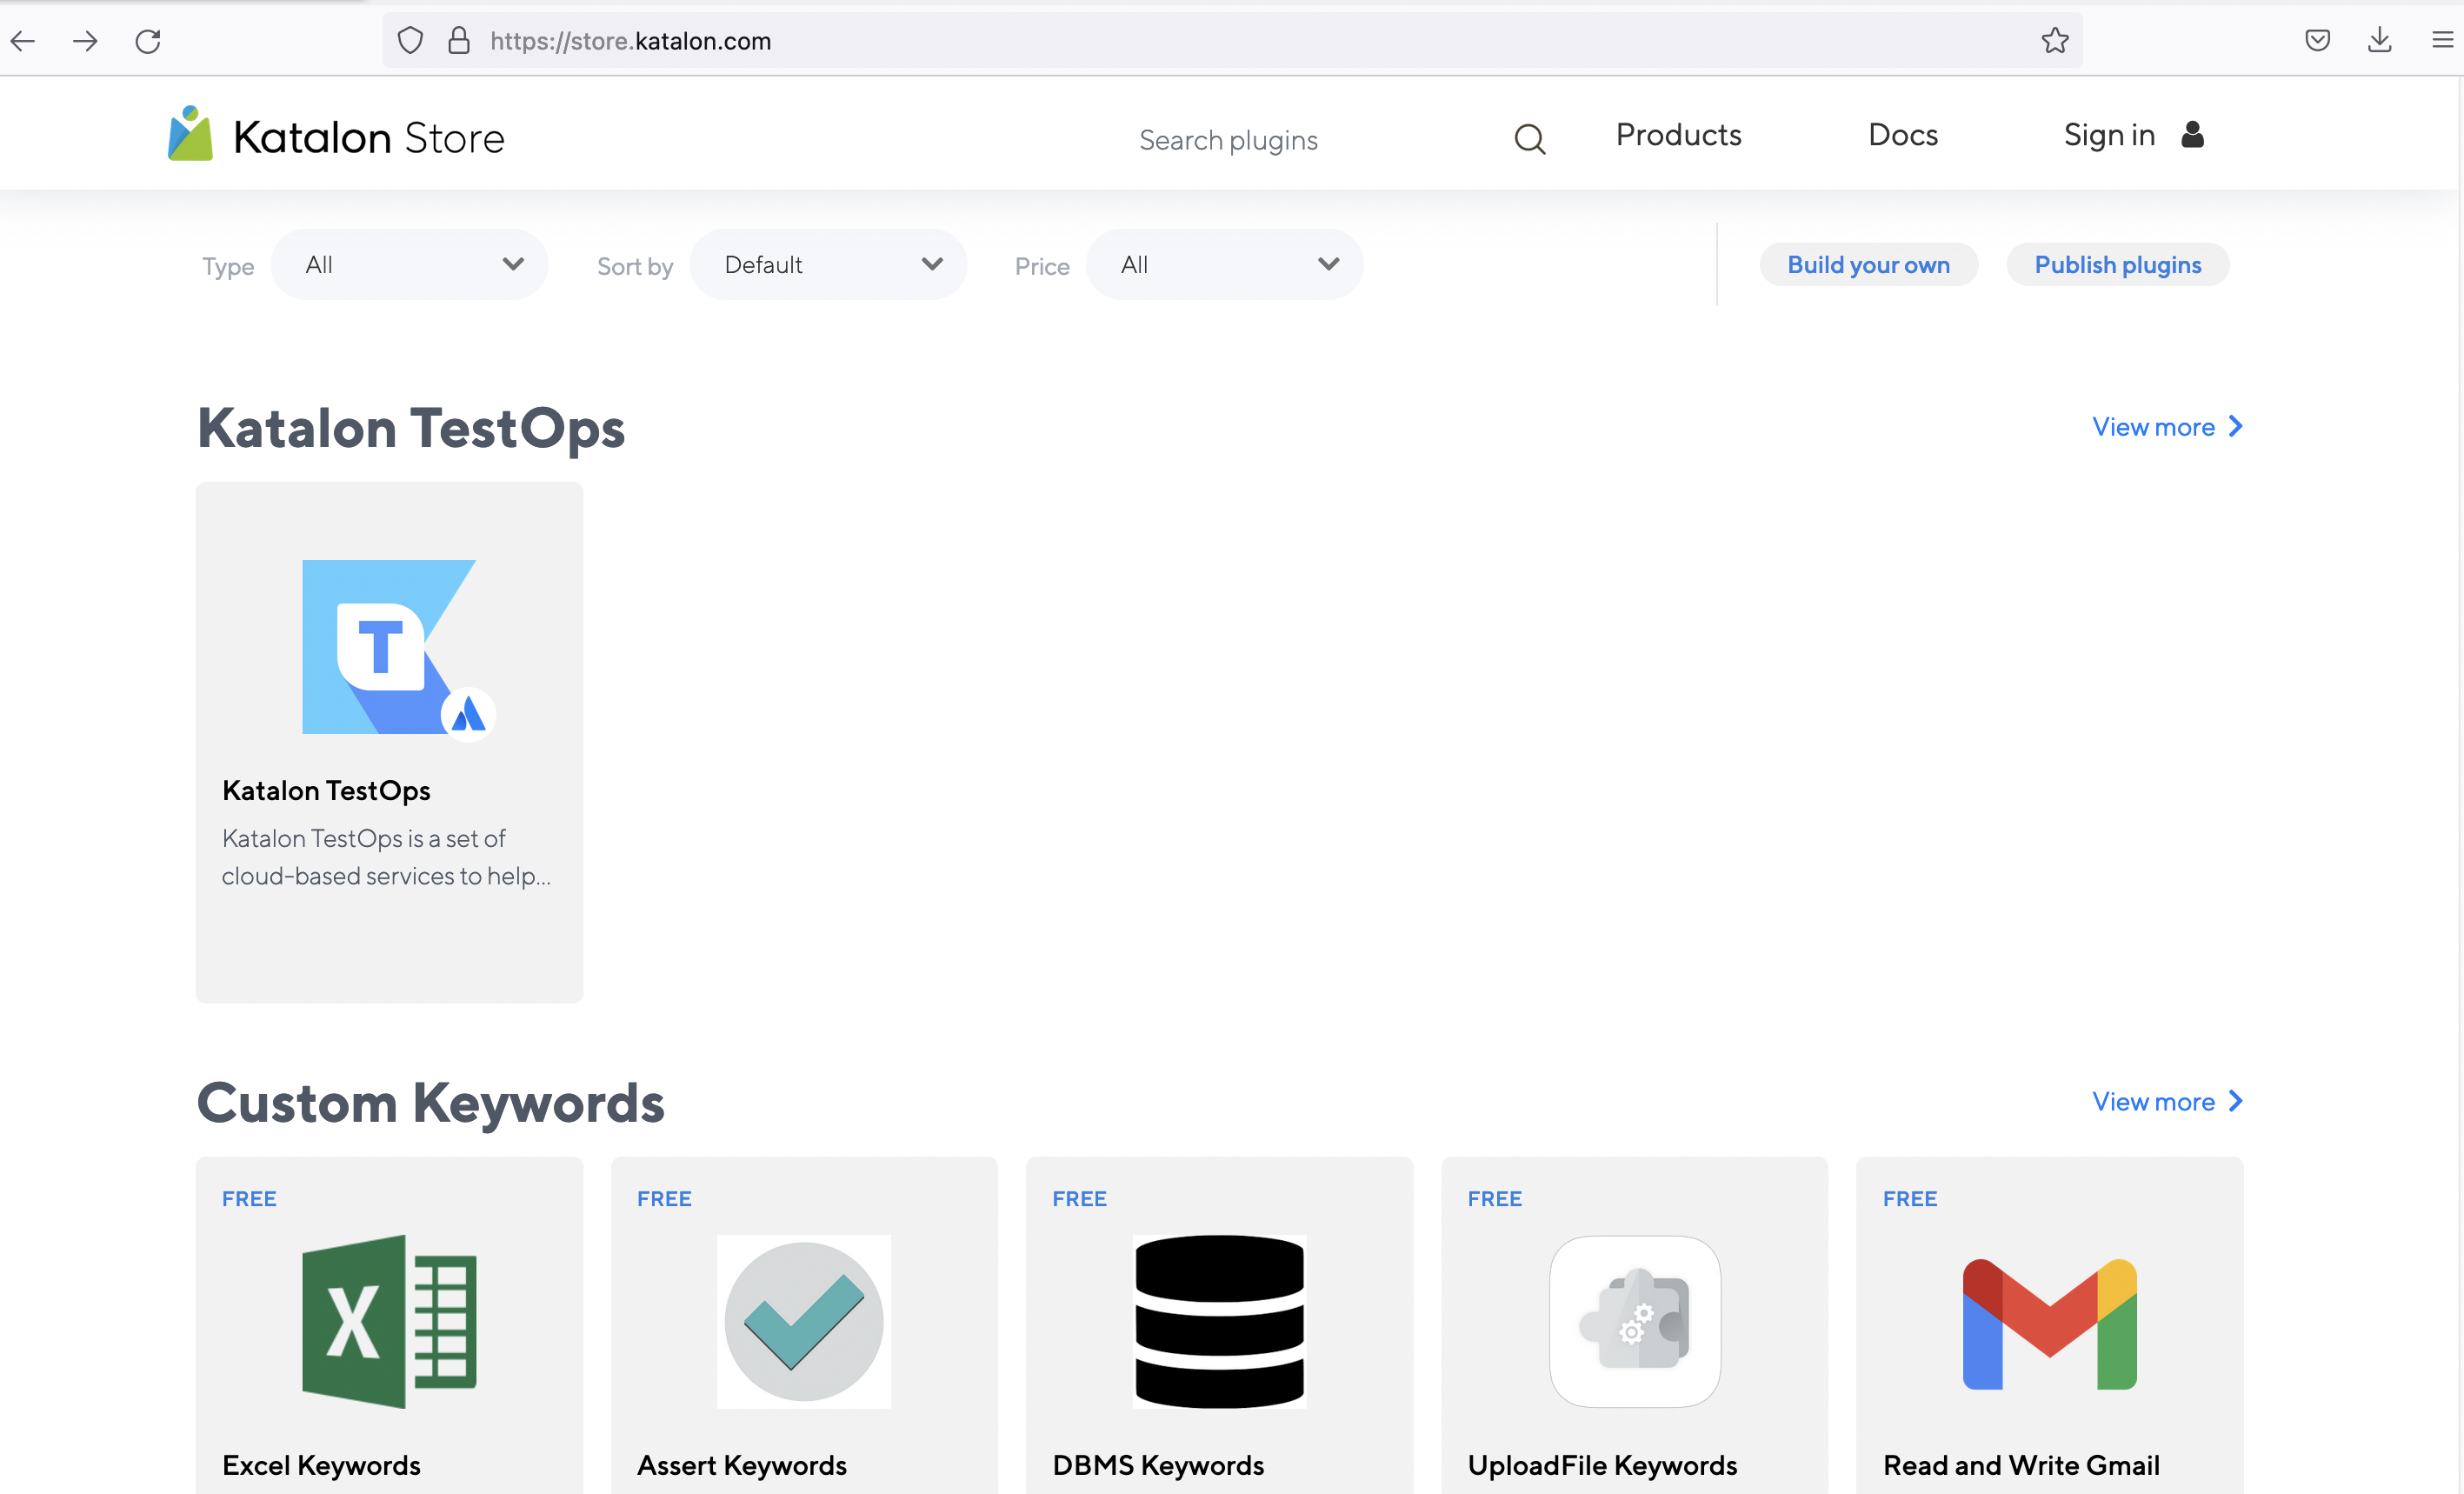 https://store.katalon.com
Katalon Store
Search plugins
Products
Docs
Sign in
Type
All
Sort by
Default
Price
All
Build your own
Publish plugins
Katalon TestOps
View more
T
Katalon TestOps
Katalon TestOps is a set of
cloud-based services to help...
Custom Keywords
View more
FREE
FREE
FREE
FREE
FREE
X
Excel Keywords
Assert Keywords
DBMS Keywords
UploadFile Keywords
Read and Write Gmail